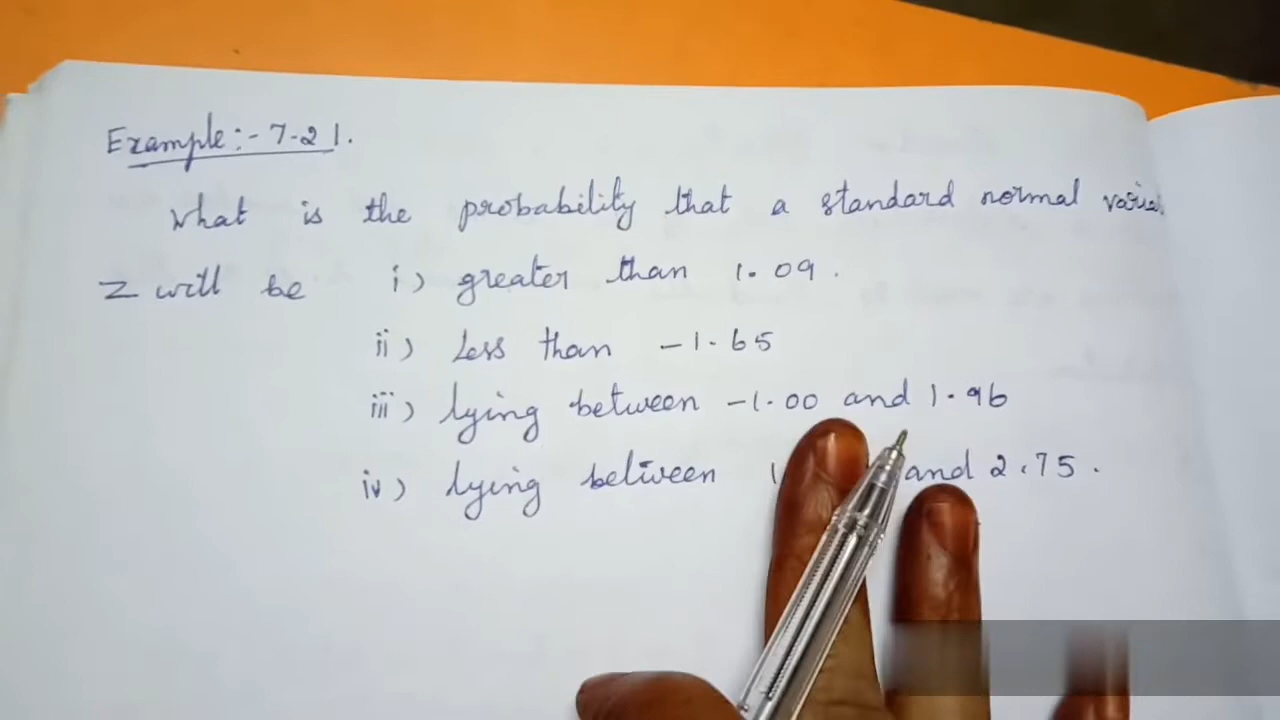 Example:- 7-21.
What is the probability that a standard normal
Z will be i) greater than 1.09.
ii) Less than -1.65
iii) lying between -1.00 and 1.96
iv) lying between and 2.75.